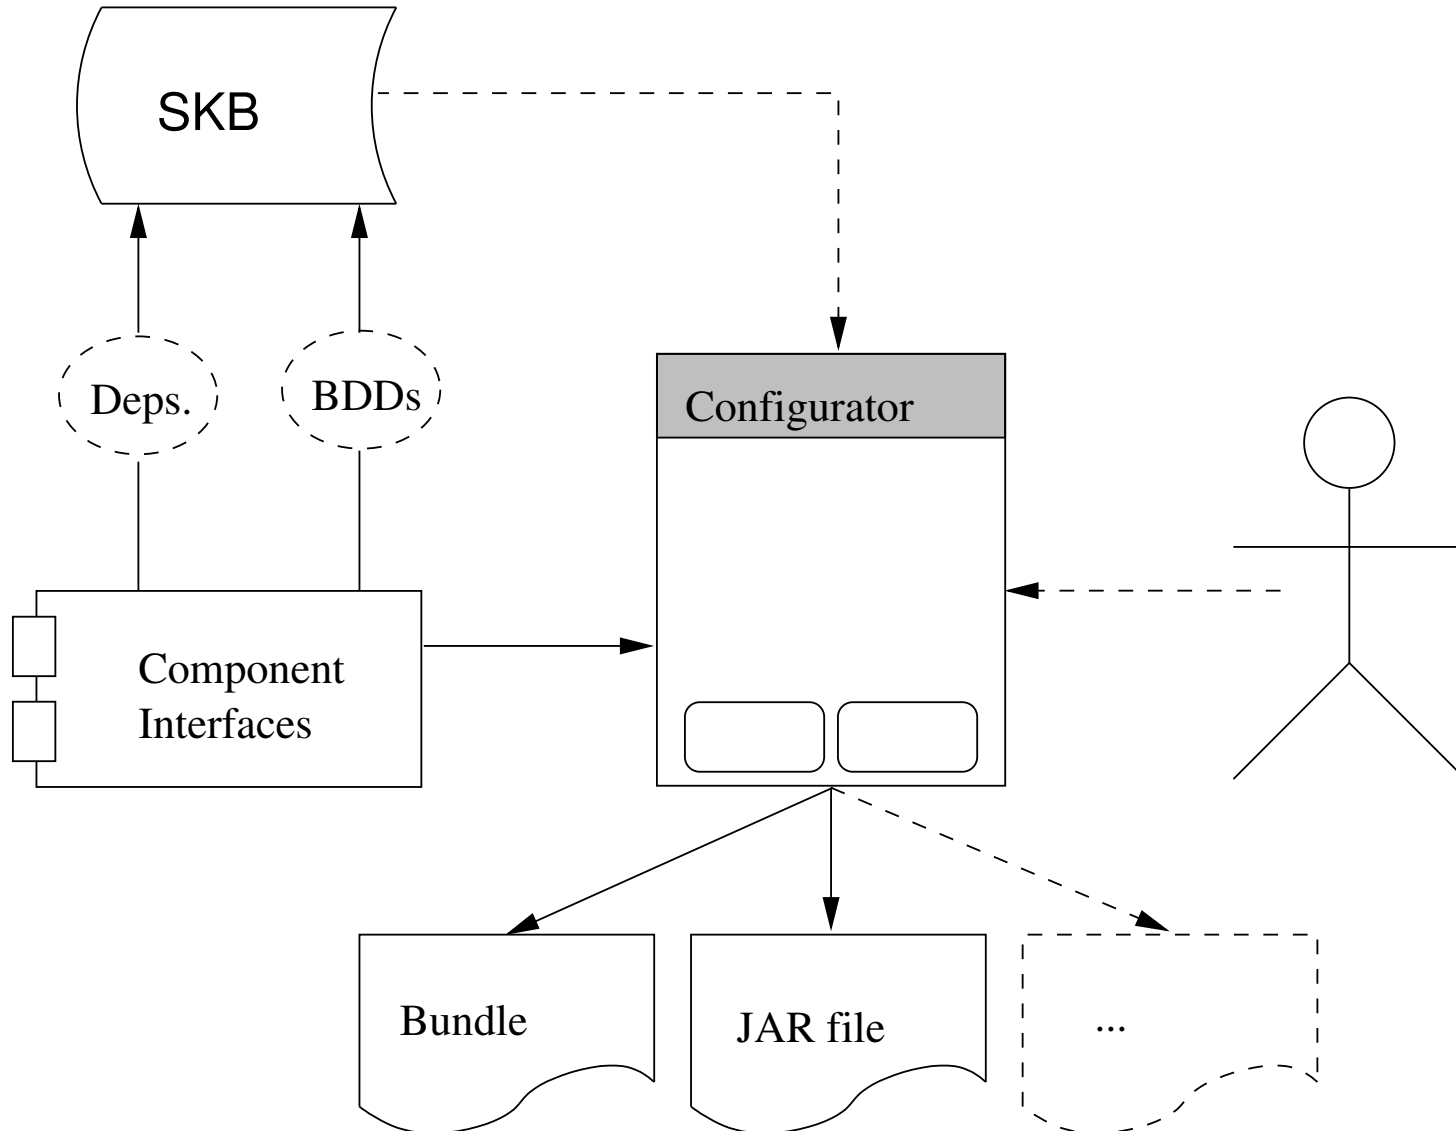 SKB
Deps.
BDDs
Configurator
Component
Interfaces
Bundle
JAR file
...